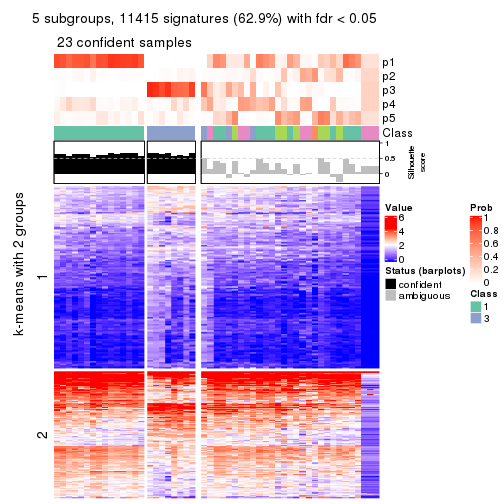 5 subgroups, 11415 signatures (62.9%) with fdr < 0.05
23 confident samples
p1
p2
p3
p4
p5
Class
1
0.5
0
Silhouette
score
k-means with 2 groups
1
2
Value
6
4
2
0
Status (barplots)
confident
ambiguous
Prob
1
0.8
0.6
0.4
0.2
0
Class
1
3